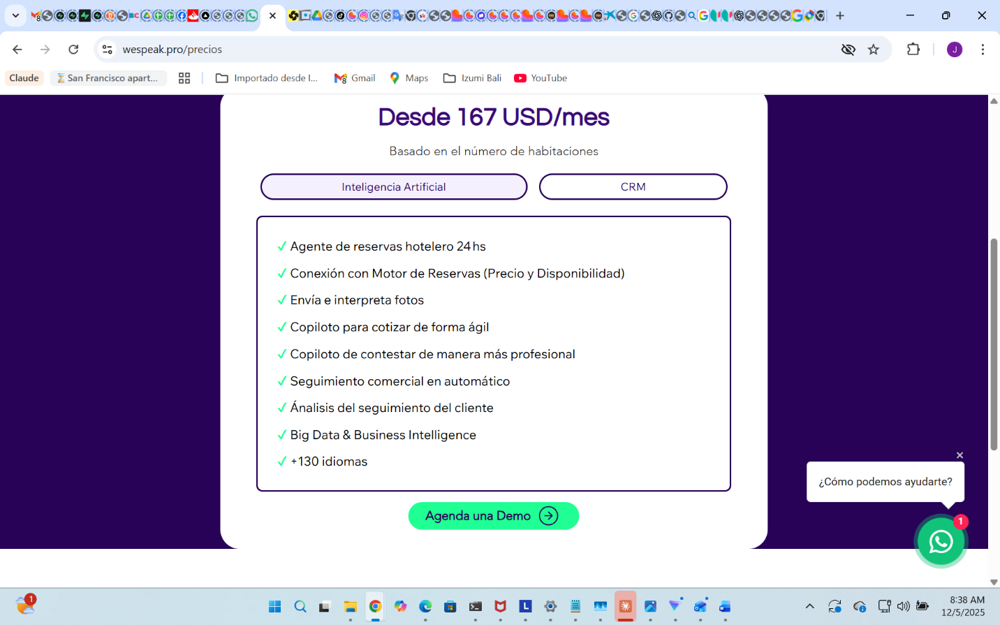 wespeak.pro/precios
J
Claude
⏳San Francisco apart...
Importado desde I...
Gmail
Maps
Izumi Bali
YouTube
Desde 167 USD/mes
Basado en el número de habitaciones
Inteligencia Artificial
CRM
✓ Agente de reservas hotelero 24 hs
✓ Conexión con Motor de Reservas (Precio y Disponibilidad)
✓ Envía e interpreta fotos
✓ Copiloto para cotizar de forma ágil
✓ Copiloto de contestar de manera más profesional
✓ Seguimiento comercial en automático
✓ Ánalisis del seguimiento del cliente
✓ Big Data & Business Intelligence
✓ +130 idiomas
¿Cómo podemos ayudarte?
Agenda una Demo
1
1
8:38 AM
12/5/2025